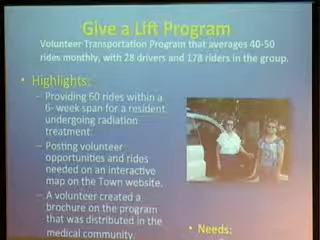 Give a Lift Program
Volunteer Transportation Program that averages 40-50
rides monthly, with 28 drivers and 178 riders in the group.
• Highlights:
– Providing 60 rides within a
6-week span for a resident
undergoing radiation
treatment.
– Posting volunteer
opportunities and rides
needed on an interactive
map on the Town website.
– A volunteer created a
brochure on the program
that was distributed in the
medical community.
• Needs: